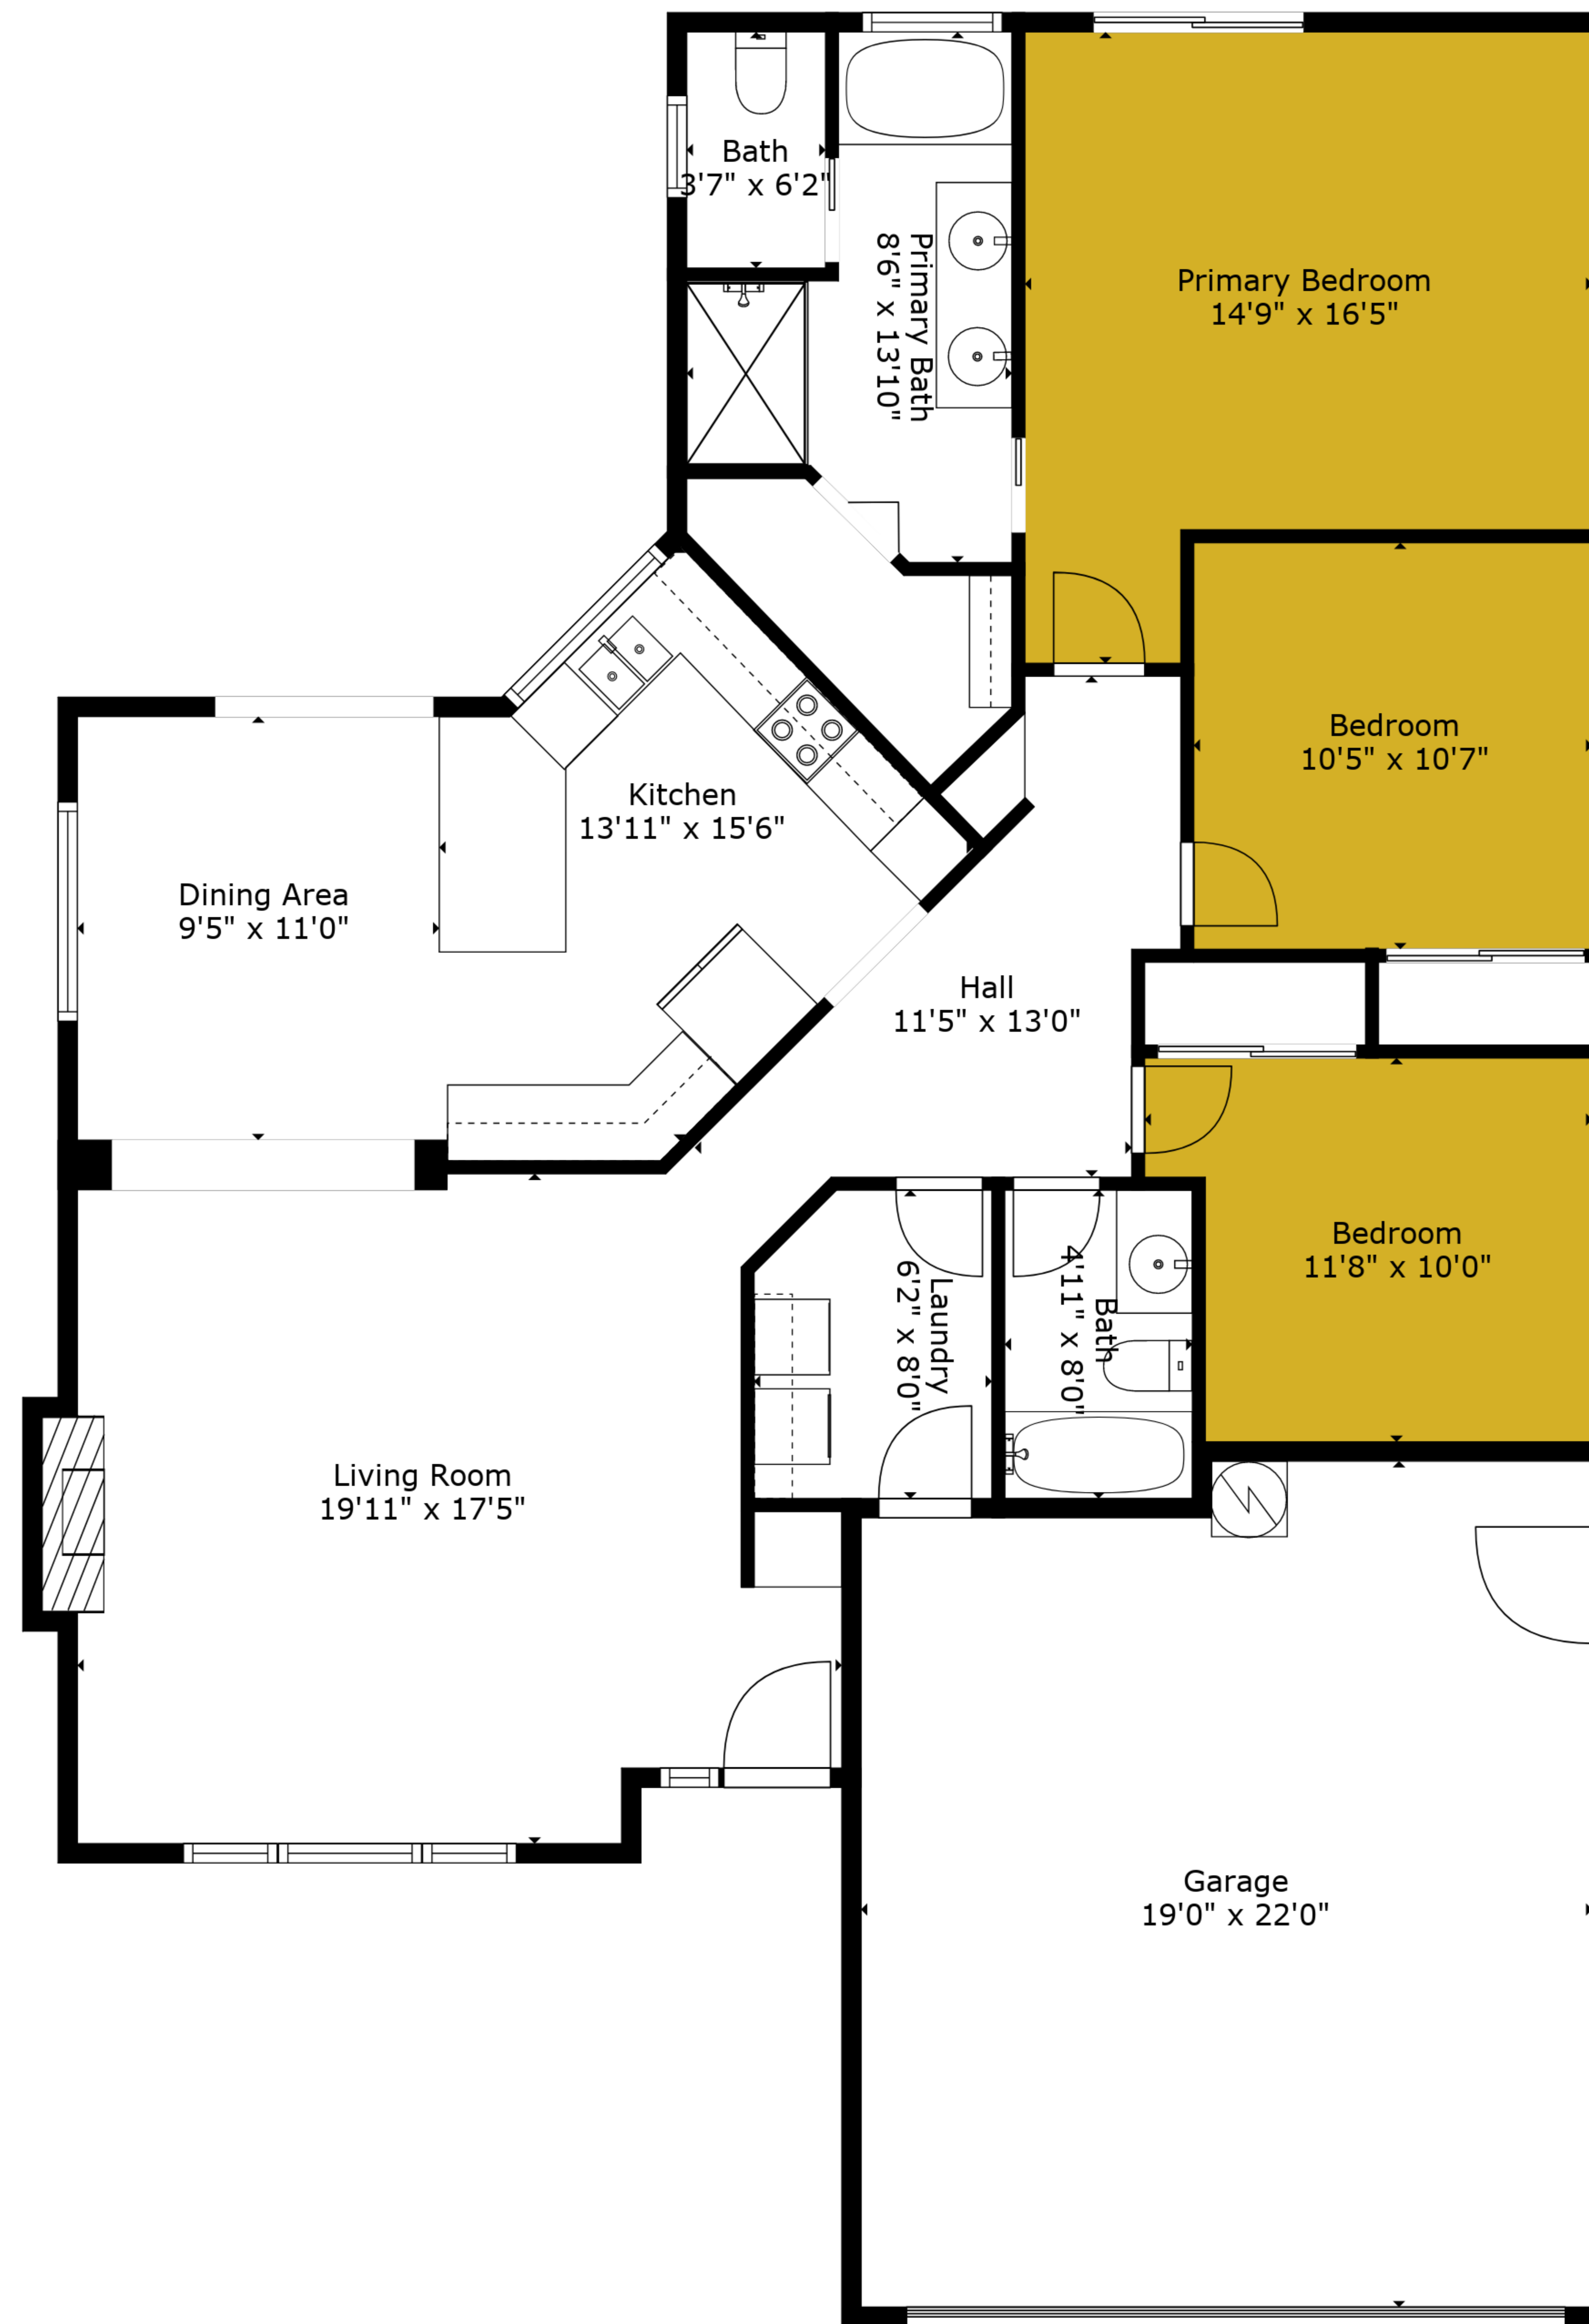 Bath
3'7" x 6'2"
Primary Bath
8'6" x 13'10"
Primary Bedroom
14'9" x 16'5"
Bedroom
10'5" x 10'7"
Kitchen
13'11" x 15'6"
Dining Area
9'5" x 11'0"
Hall
11'5" x 13'0"
Bedroom
11'8" x 10'0"
Laundry
6'2" x 8'0"
Bath
4'11" x 8'0"
Living Room
19'11" x 17'5"
Garage
19'0" x 22'0"